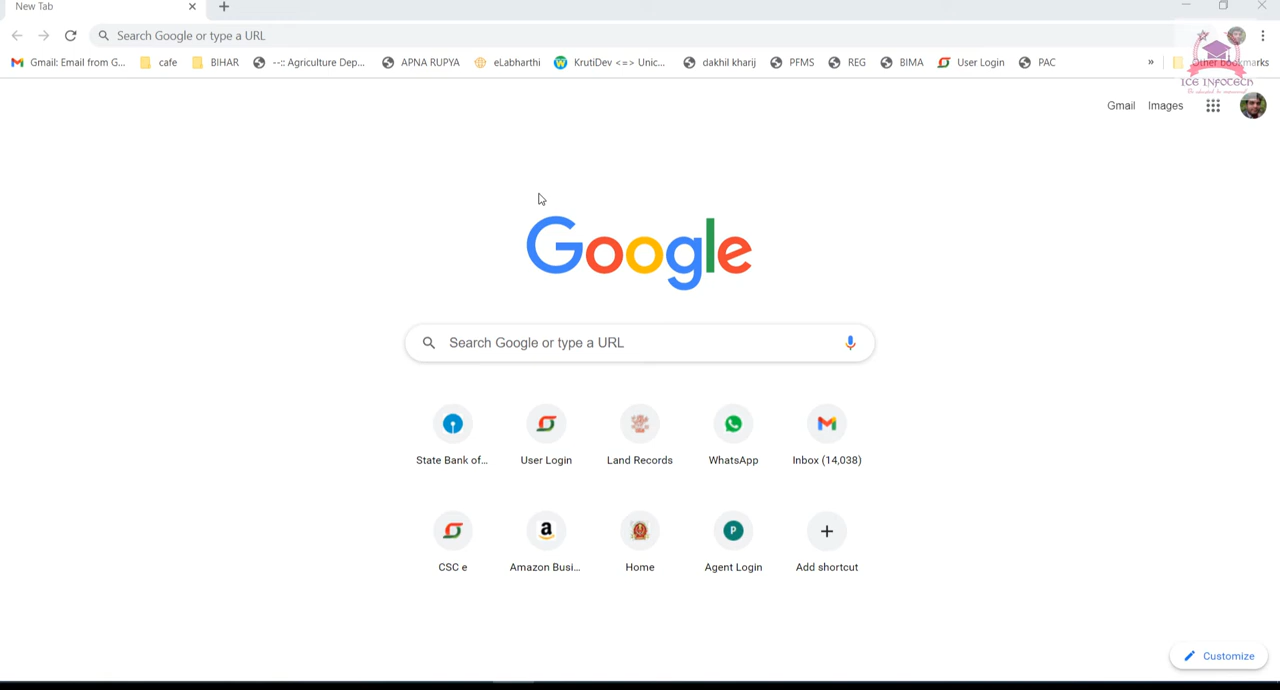 New Tab
Search Google or type a URL
Gmail: Email from G... cafe BIHAR --:: Agriculture Dep... APNA RUPYA eLabharthi KrutiDev <=> Unic... dakhil kharij PFMS REG BIMA User Login PAC » Other bookmarks
ICE INFOTECH
Gmail Images
Google
Search Google or type a URL
State Bank of... User Login Land Records WhatsApp Inbox (14,038)
CSC e Amazon Busi... Home Agent Login Add shortcut
Customize